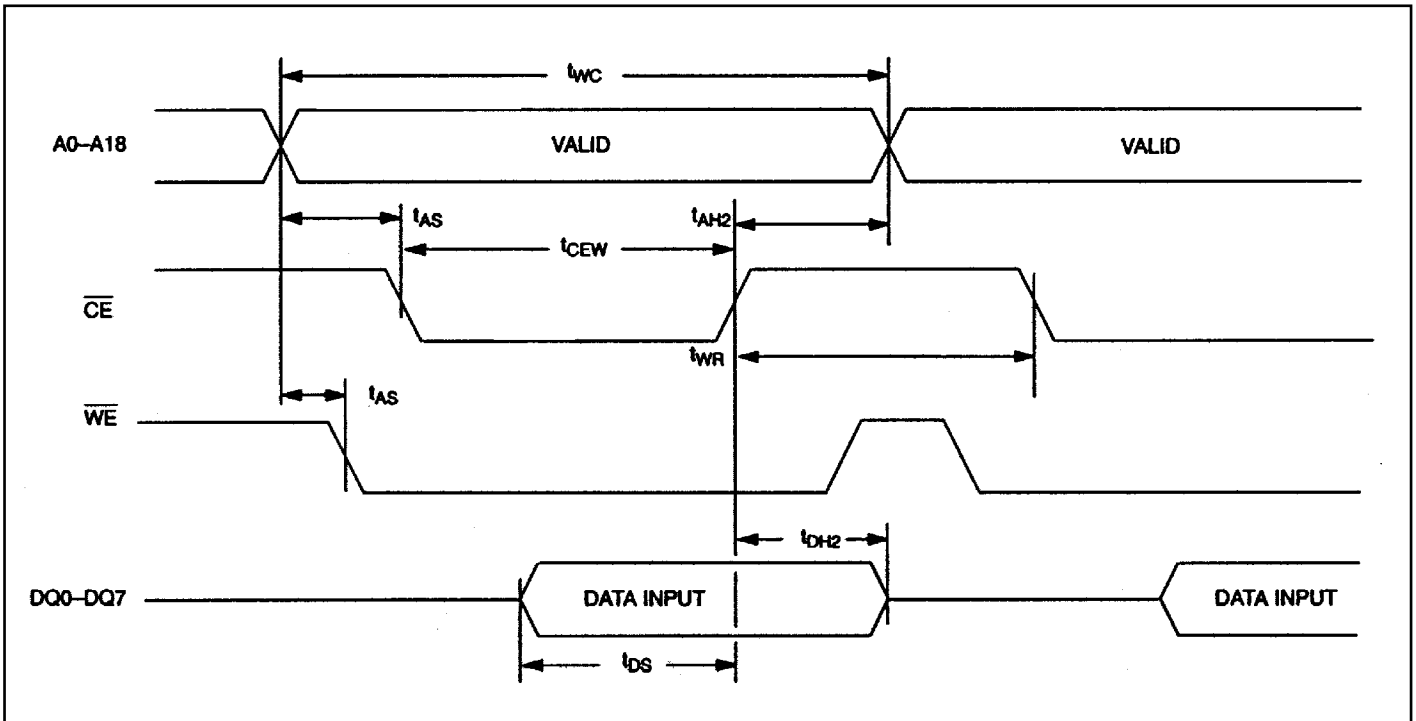 tWC
A0–A18 VALID VALID
tAS tAH2
tCEW
CE
tWR
tAS
WE
tDH2
DQ0–DQ7 DATA INPUT DATA INPUT
tDS